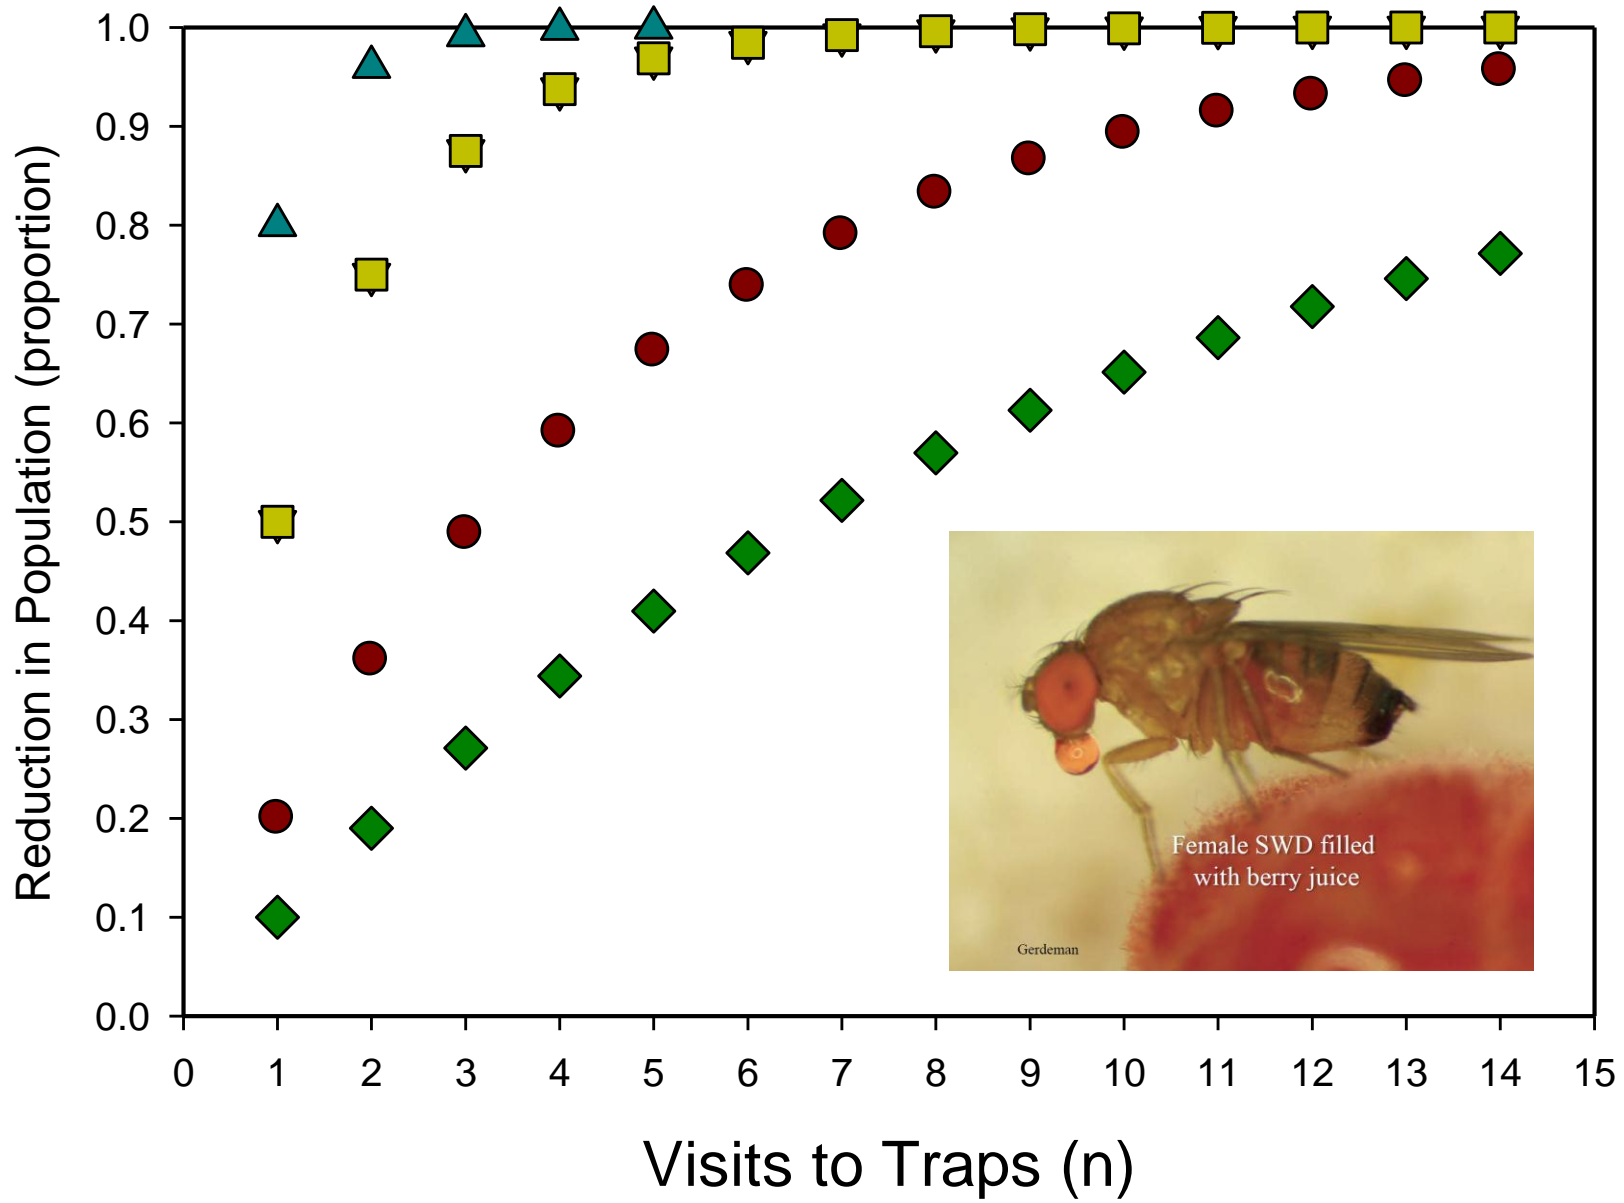 1.0
0.9
0.8
0.7
0.6
0.5
0.4
0.3
0.2
0.1
0.0
Reduction in Population (proportion)
Female SWD filled
with berry juice
Gerdeman
0 1 2 3 4 5 6 7 8 9 10 11 12 13 14 15
Visits to Traps (n)